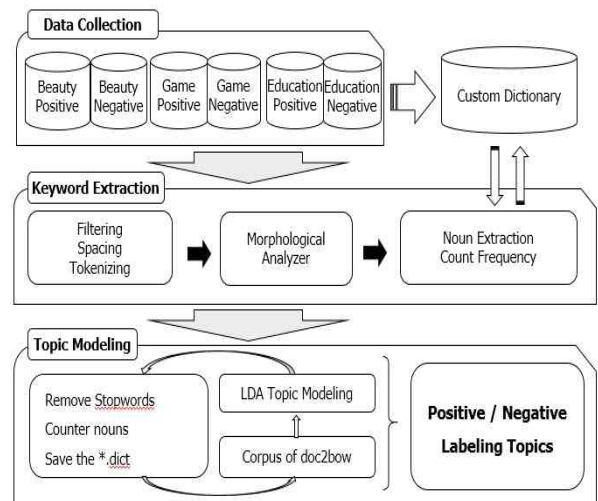 Data Collection
Beauty
Positive
Beauty
Negative
Game
Positive
Game
Negative
Education
Positive
Education
Negative
Custom Dictionary
Keyword Extraction
Filtering
Spacing
Tokenizing
Morphological
Analyzer
Noun Extraction
Count Frequency
Topic Modeling
Remove Stopwords
Counter nouns
Save the *.dict
LDA Topic Modeling
Corpus of doc2bow
Positive / Negative
Labeling Topics